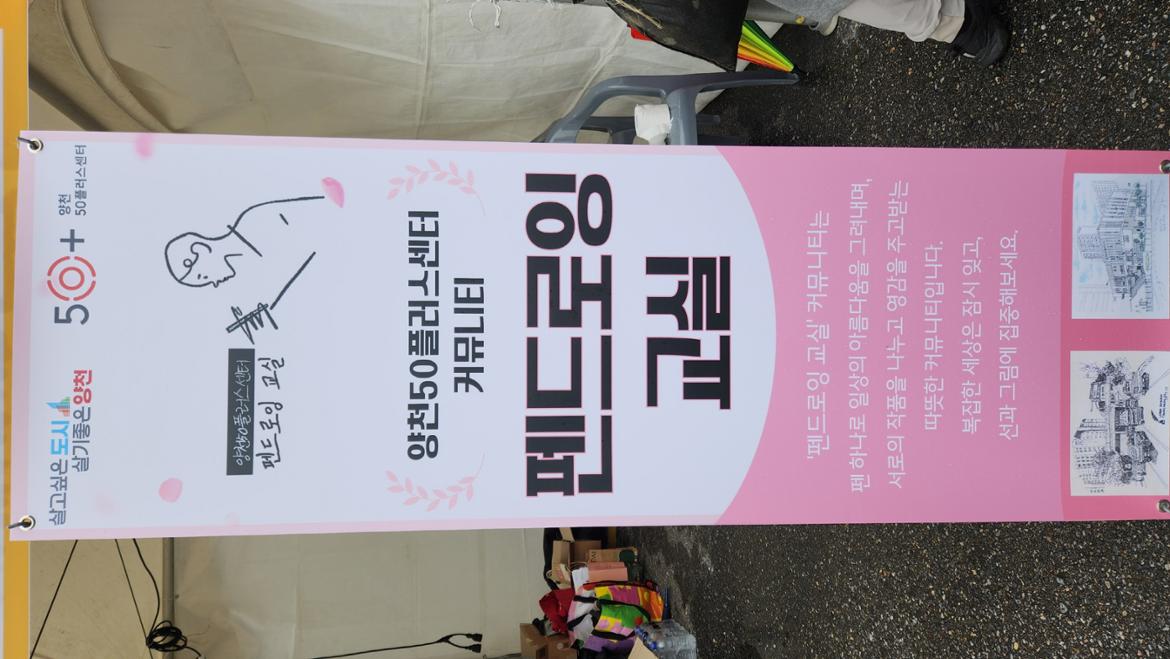 살고싶은 도시
살기좋은 양천
50+
양천
50플러스센터
양천50플러스센터
펜드로잉 교실
양천50플러스센터
커뮤니티
펜드로잉
교실
'펜드로잉 교실' 커뮤니티는
펜 하나로 일상의 아름다움을 그려내며,
서로의 작품을 나누고 영감을 주고받는
따뜻한 커뮤니티입니다.
복잡한 세상은 잠시 잊고,
선과 그림에 집중해보세요.